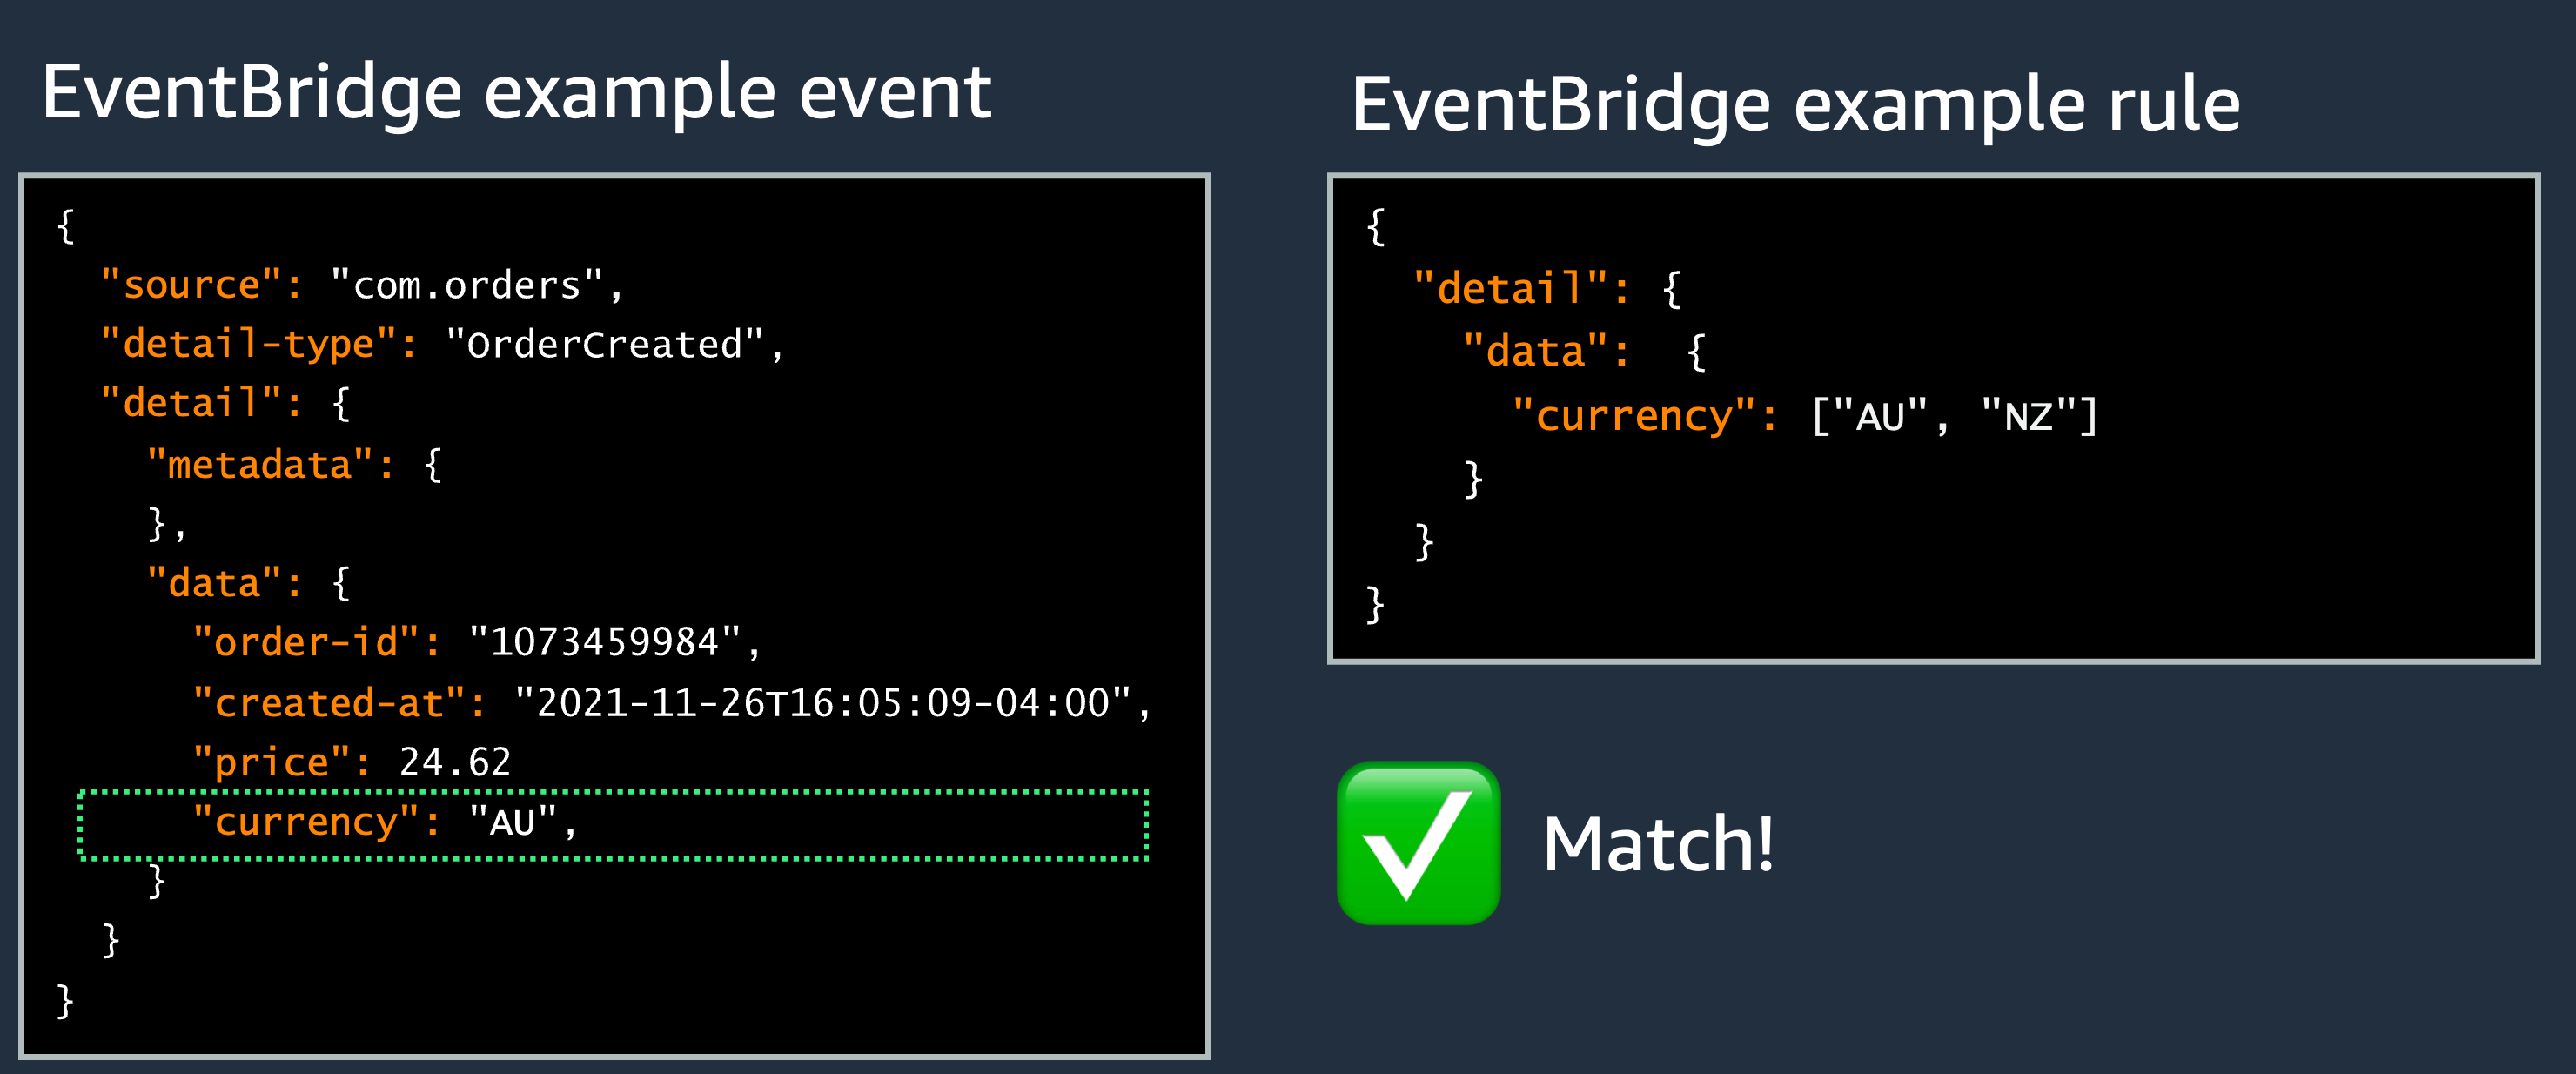 EventBridge example event
{
"source": "com.orders",
"detail-type": "OrderCreated",
"detail": {
"metadata": {
},
"data": {
"order-id": "1073459984",
"created-at": "2021-11-26T16:05:09-04:00",
"price": 24.62
"currency": "AU",
}
}
}
EventBridge example rule
{
"detail": {
"data":  {
"currency": ["AU", "NZ"]
}
}
}
Match!